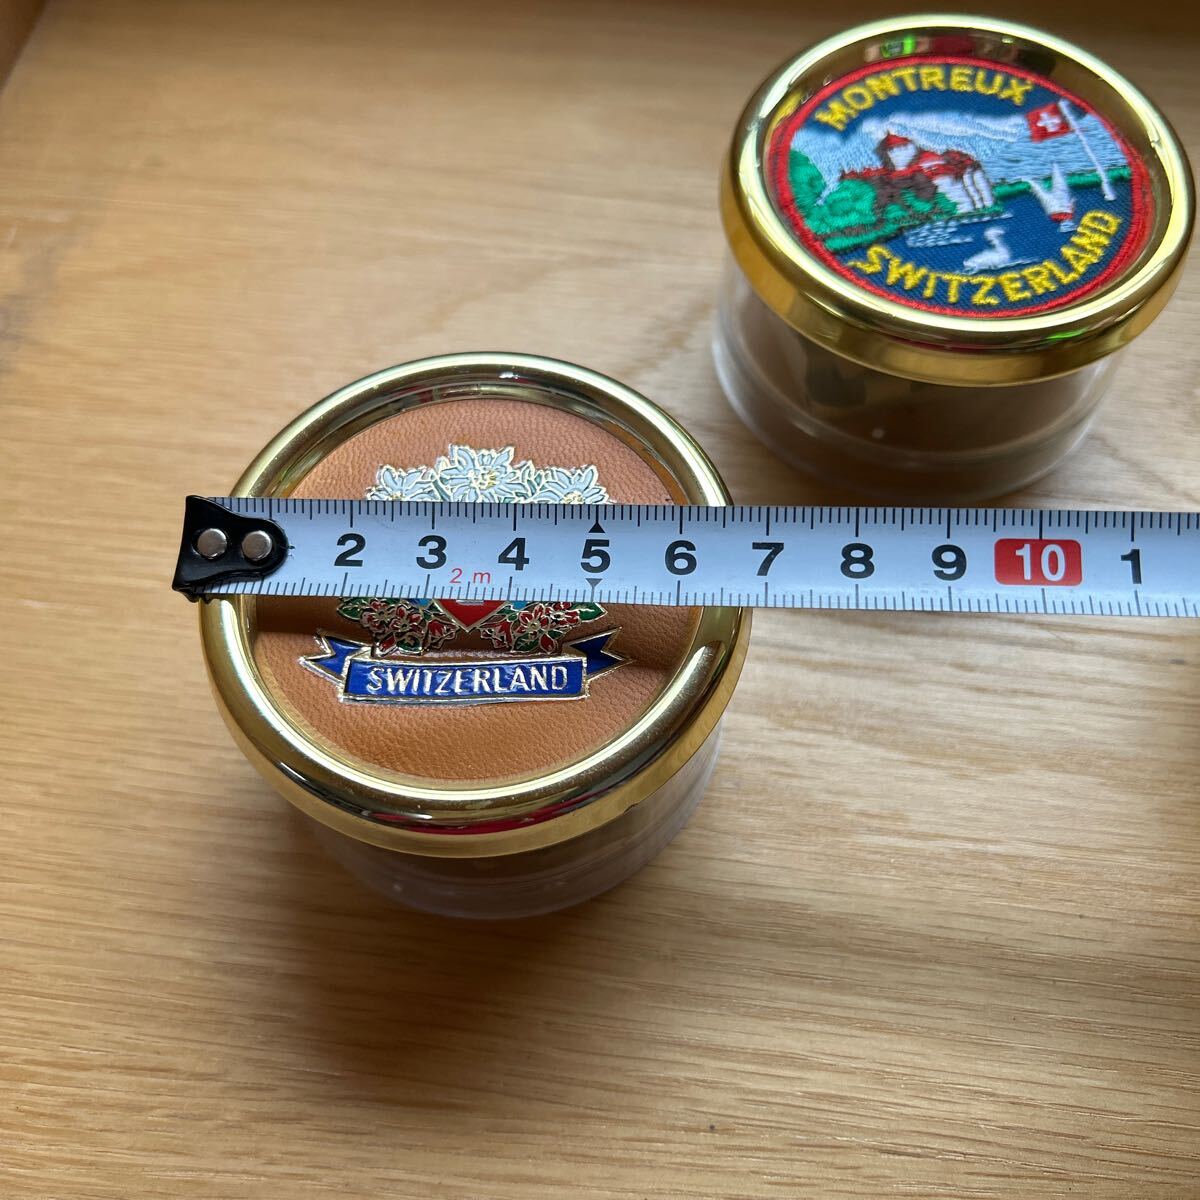 MONTREUX
SWITZERLAND
2 3 4 5 6 7 8 9 10 1
2 m
SWITZERLAND